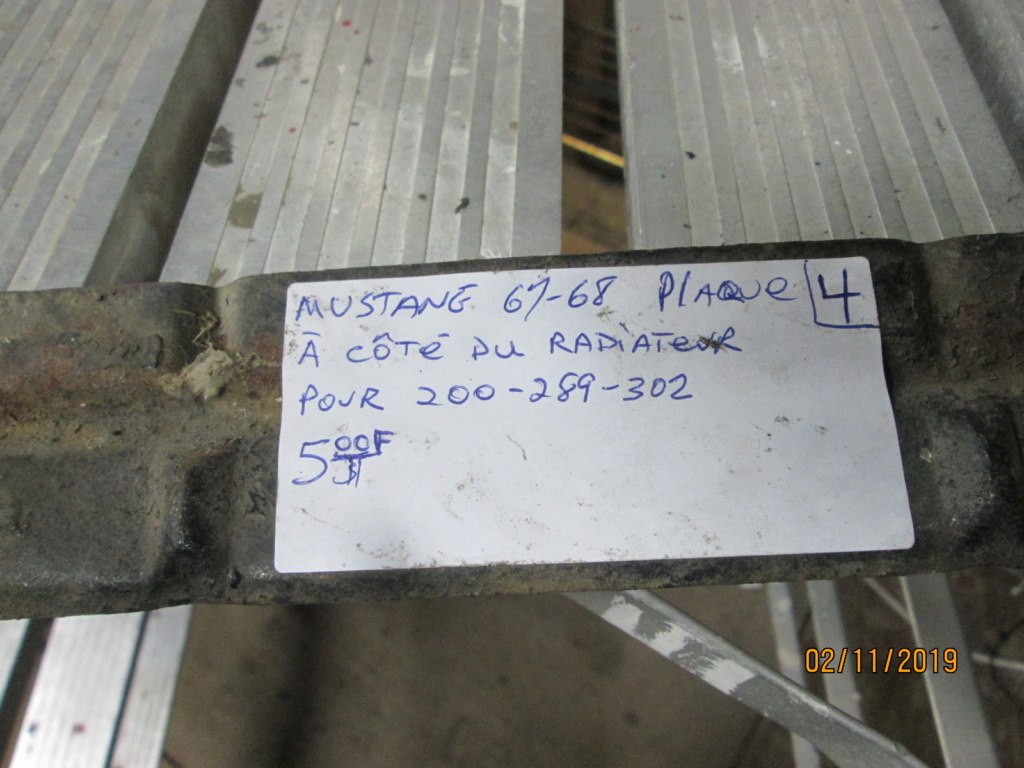 MUSTANG 67-68 PlAQUE 4
À CÔTÉ DU RADiATEUR
POUR 200-289-302
5 00F $
02/11/2019